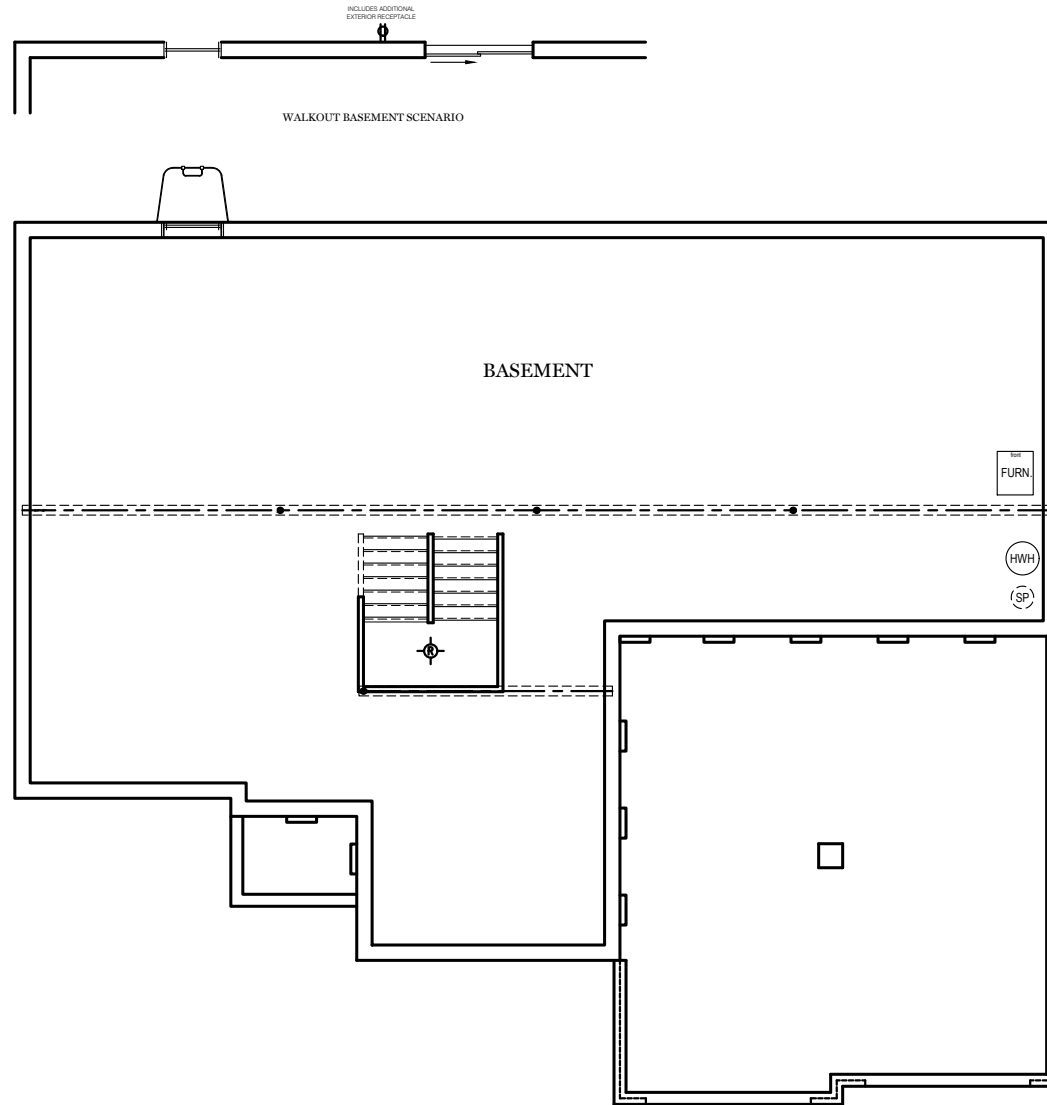 INCLUDES ADDITIONAL
EXTERIOR RECEPTACLE
WALKOUT BASEMENT SCENARIO
BASEMENT
front
FURN.
HWH
SP
R